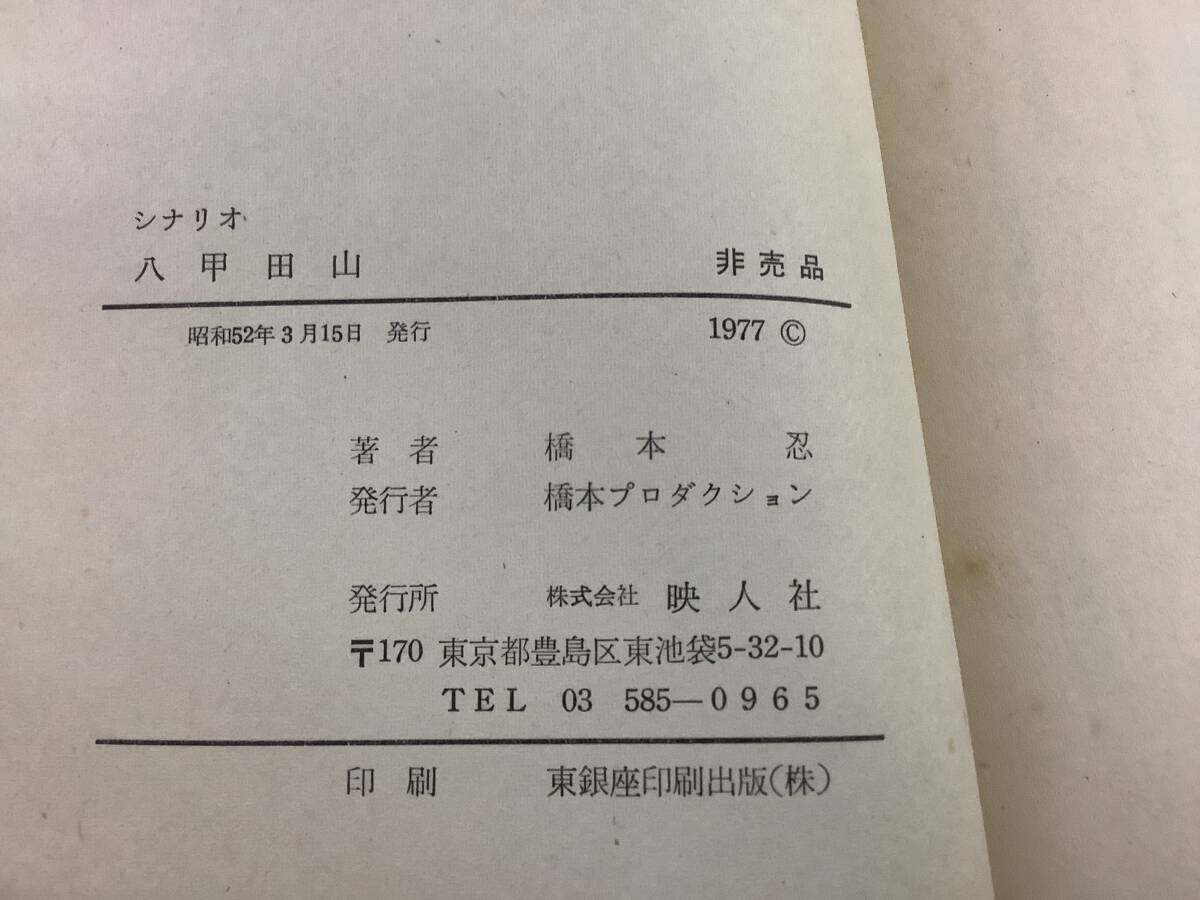 シナリオ
八甲田山 非売品
昭和52年3月15日 発行 1977 ©
著者 橋本 忍
発行者 橋本プロダクション
発行所 株式会社 映人社
〒170 東京都豊島区東池袋5-32-10
TEL 03 585―0965
印刷 東銀座印刷出版(株)